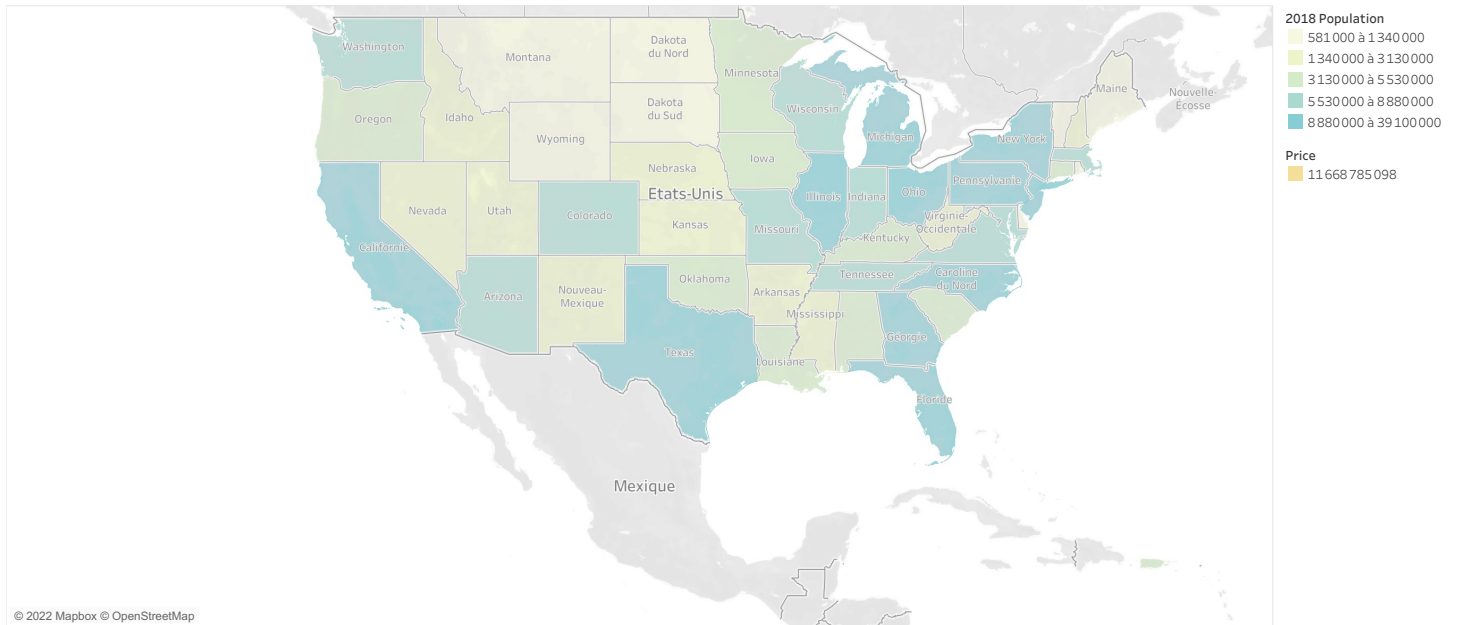 2018 Population
581 000 à 1 340 000
1 340 000 à 3 130 000
3 130 000 à 5 530 000
5 530 000 à 8 880 000
8 880 000 à 39 100 000
Price
11 668 785 098
Washington
Montana
Dakota
du Nord
Minnesota
Maine
Nouvelle-
Écosse
Oregon
Idaho
Dakota
du Sud
Wisconsin
Wyoming
Michigan
New York
Nebraska
Iowa
Etats-Unis
Illinois
Indiana
Ohio
Pennsylvanie
Nevada
Utah
Colorado
Kansas
Missouri
Virginie-
Occidentale
Kentucky
Californie
Arizona
Nouveau-
Mexique
Oklahoma
Arkansas
Tennessee
Caroline
du Nord
Mississippi
Texas
Louisiane
Géorgie
Floride
Mexique
© 2022 Mapbox © OpenStreetMap